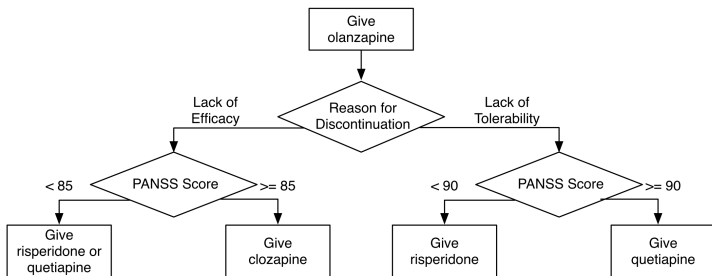 Give
olanzapine
Reason for
Discontinuation
Lack of
Efficacy
Lack of
Tolerability
PANSS Score
< 85
>= 85
PANSS Score
< 90
>= 90
Give
risperidone or
quetiapine
Give
clozapine
Give
risperidone
Give
quetiapine